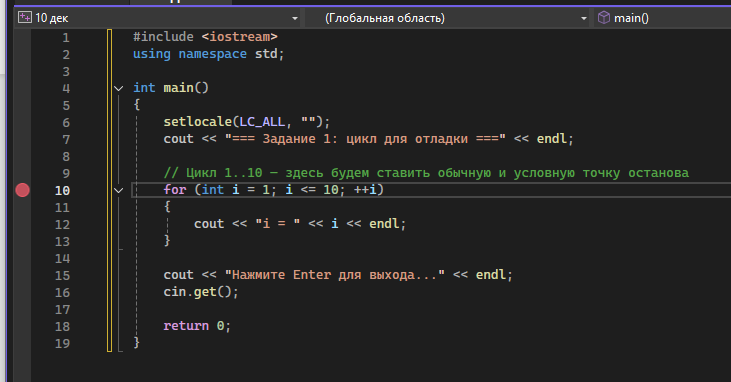 10 дек (Глобальная область) main()
1 #include <iostream>
2 using namespace std;
3
4 int main()
5 {
6 setlocale(LC_ALL, "");
7 cout << "=== Задание 1: цикл для отладки ===" << endl;
8
9 // Цикл 1..10 — здесь будем ставить обычную и условную точку останова
10 for (int i = 1; i <= 10; ++i)
11 {
12 cout << "i = " << i << endl;
13 }
14
15 cout << "Нажмите Enter для выхода..." << endl;
16 cin.get();
17
18 return 0;
19 }